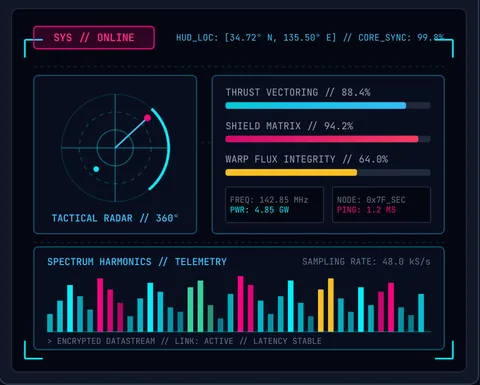 SYS // ONLINE
HUD_LOC: [34.72° N, 135.50° E] // CORE_SYNC: 99.8%
THRUST VECTORING // 88.4%
SHIELD MATRIX // 94.2%
WARP FLUX INTEGRITY // 64.0%
FREQ: 142.85 MHz
PWR: 4.85 GW
NODE: 0x7F_SEC
PING: 1.2 MS
TACTICAL RADAR // 360°
SPECTRUM HARMONICS // TELEMETRY
SAMPLING RATE: 48.0 kS/s
> ENCRYPTED DATASTREAM // LINK: ACTIVE // LATENCY STABLE